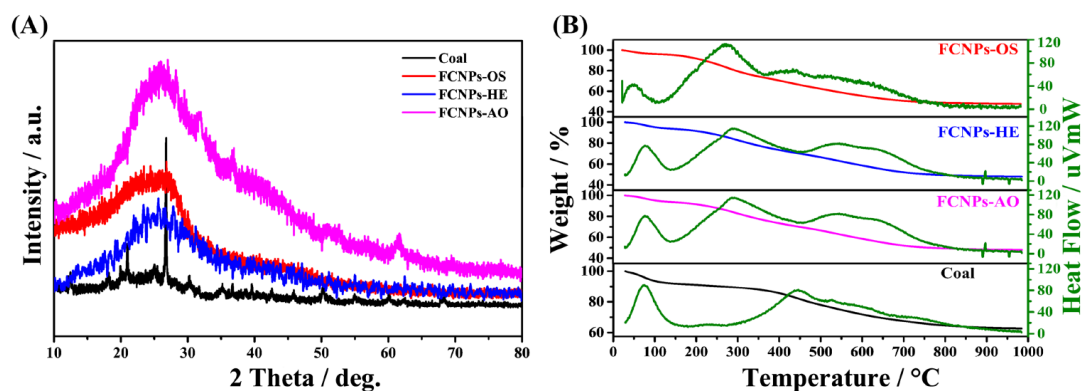 (A)
Coal
FCNPs-OS
FCNPs-HE
FCNPs-AO
Intensity / a.u.
10 20 30 40 50 60 70 80
2 Theta / deg.
(B)
FCNPs-OS
100
80
60
40
120
80
40
0
FCNPs-HE
100
80
60
40
120
80
40
0
FCNPs-AO
100
80
60
40
120
80
40
0
Coal
100
90
80
70
60
120
80
40
0
Weight / %
Heat Flow / uVmW
0 100 200 300 400 500 600 700 800 900 1000
Temperature / °C